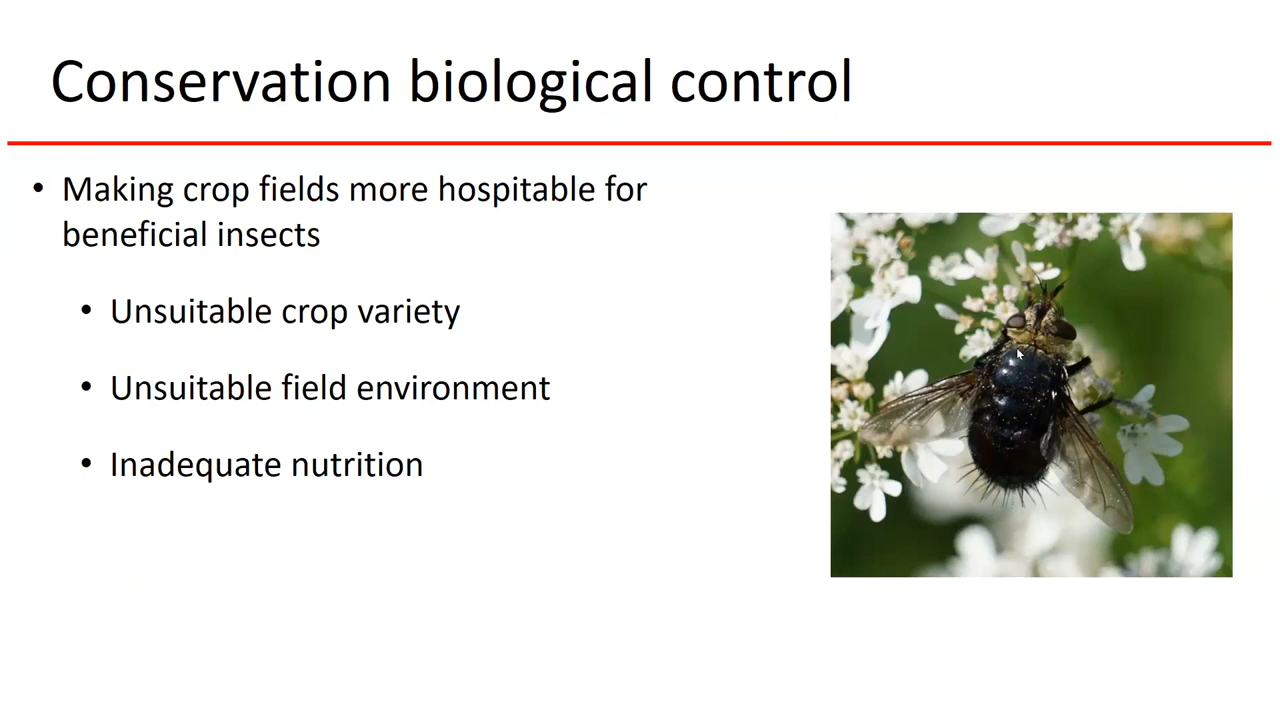 Conservation biological control
• Making crop fields more hospitable for
beneficial insects
• Unsuitable crop variety
• Unsuitable field environment
• Inadequate nutrition